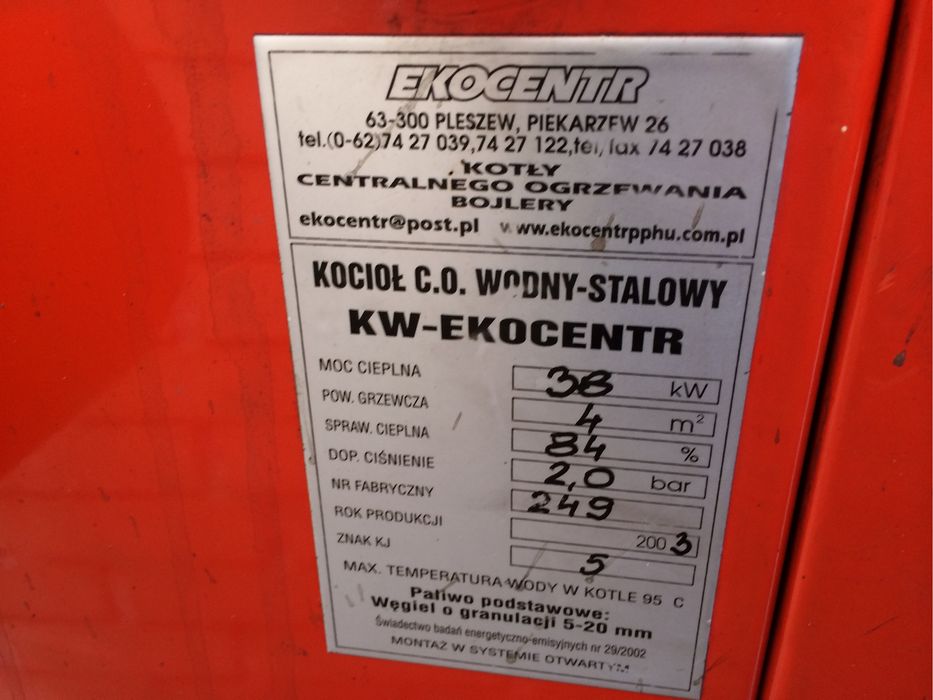 EKOCENTR
63-300 PLESZEW, PIEKARZEW 26
tel.(0-62)74 27 039,74 27 122,tel, fax 74 27 038
KOTŁY
CENTRALNEGO OGRZEWANIA
BOJLERY
ekocentr@post.pl www.ekocentrpphu.com.pl
KOCIOŁ C.O. WODNY-STALOWY
KW-EKOCENTR
MOC CIEPLNA 38 kW
POW. GRZEWCZA 4 m²
SPRAW. CIEPLNA 84 %
DOP. CIŚNIENIE 2,0 bar
NR FABRYCZNY 249
ROK PRODUKCJI 2003
ZNAK KJ 5
MAX. TEMPERATURA WODY W KOTLE 95 C
Paliwo podstawowe:
Węgiel o granulacji 5-20 mm
Świadectwo badań energetyczno-emisyjnych nr 29/2002
MONTAŻ W SYSTEMIE OTWARTYM